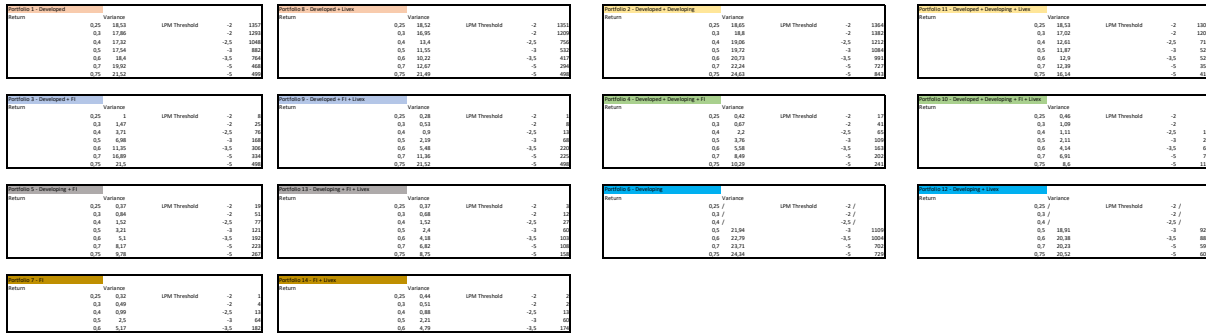 Portfolio 1 - Developed
Return Variance
0,25 18,53 LPM Threshold -2 1357
0,3 17,86 -2 1293
0,4 17,32 -2,5 1048
0,5 17,54 -3 882
0,6 18,4 -3,5 764
0,7 19,92 -5 468
0,75 21,52 -5 499
Portfolio 8 - Developed + Livex
Return Variance
0,25 18,52 LPM Threshold -2 1351
0,3 16,95 -2 1209
0,4 13,4 -2,5 756
0,5 11,55 -3 532
0,6 10,22 -3,5 417
0,7 12,67 -5 294
0,75 21,49 -5 498
Portfolio 2 - Developed + Developing
Return Variance
0,25 18,65 LPM Threshold -2 1364
0,3 18,8 -2 1382
0,4 19,06 -2,5 1212
0,5 19,72 -3 1084
0,6 20,73 -3,5 991
0,7 22,24 -5 727
0,75 24,63 -5 843
Portfolio 11 - Developed + Developing + Livex
Return Variance
0,25 18,53 LPM Threshold -2 130
0,3 17,02 -2 120
0,4 12,61 -2,5 71
0,5 11,87 -3 52
0,6 12,9 -3,5 52
0,7 12,39 -5 35
0,75 16,14 -5 41
Portfolio 3 - Developed + FI
Return Variance
0,25 1 LPM Threshold -2 8
0,3 1,47 -2 25
0,4 3,71 -2,5 76
0,5 6,98 -3 168
0,6 11,35 -3,5 306
0,7 16,89 -5 334
0,75 21,5 -5 498
Portfolio 9 - Developed + FI + Livex
Return Variance
0,25 0,28 LPM Threshold -2 1
0,3 0,53 -2 8
0,4 0,9 -2,5 13
0,5 2,19 -3 68
0,6 5,48 -3,5 220
0,7 11,36 -5 225
0,75 21,52 -5 498
Portfolio 4 - Developed + Developing + FI
Return Variance
0,25 0,42 LPM Threshold -2 17
0,3 0,67 -2 41
0,4 2,2 -2,5 65
0,5 3,76 -3 109
0,6 5,58 -3,5 163
0,7 8,49 -5 202
0,75 10,29 -5 241
Portfolio 10 - Developed + Developing + FI + Livex
Return Variance
0,25 0,46 LPM Threshold -2
0,3 1,09 -2
0,4 1,11 -2,5 1
0,5 2,11 -3 2
0,6 4,14 -3,5 6
0,7 6,91 -5 7
0,75 8,6 -5 11
Portfolio 5 - Developing + FI
Return Variance
0,25 0,37 LPM Threshold -2 19
0,3 0,84 -2 51
0,4 1,52 -2,5 77
0,5 3,21 -3 121
0,6 5,1 -3,5 192
0,7 8,17 -5 223
0,75 9,78 -5 267
Portfolio 13 - Developing + FI + Livex
Return Variance
0,25 0,37 LPM Threshold -2 3
0,3 0,68 -2 12
0,4 1,52 -2,5 27
0,5 2,4 -3 60
0,6 4,18 -3,5 103
0,7 6,82 -5 108
0,75 8,75 -5 158
Portfolio 6 - Developing
Return Variance
0,25 / LPM Threshold -2 /
0,3 / -2 /
0,4 / -2,5 /
0,5 21,94 -3 1109
0,6 22,79 -3,5 1004
0,7 23,71 -5 702
0,75 24,34 -5 729
Portfolio 12 - Developing + Livex
Return Variance
0,25 / LPM Threshold -2 /
0,3 / -2 /
0,4 / -2,5 /
0,5 18,91 -3 92
0,6 20,38 -3,5 88
0,7 20,23 -5 59
0,75 20,52 -5 60
Portfolio 7 - FI
Return Variance
0,25 0,32 LPM Threshold -2 1
0,3 0,49 -2 4
0,4 0,99 -2,5 13
0,5 2,5 -3 64
0,6 5,17 -3,5 182
Portfolio 14 - FI + Livex
Return Variance
0,25 0,44 LPM Threshold -2 2
0,3 0,51 -2 2
0,4 0,88 -2,5 13
0,5 2,21 -3 60
0,6 4,79 -3,5 174